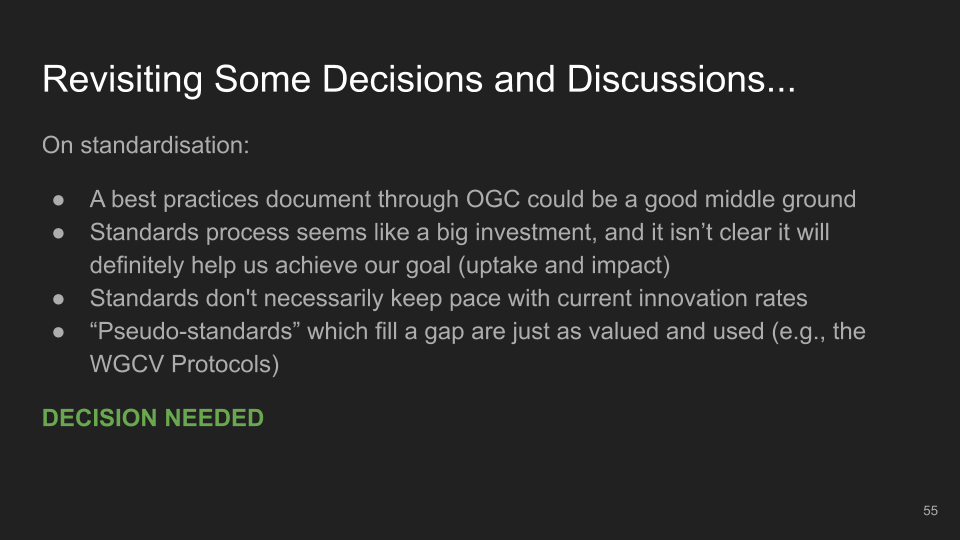 Revisiting Some Decisions and Discussions...
On standardisation:
● A best practices document through OGC could be a good middle ground
● Standards process seems like a big investment, and it isn’t clear it will
definitely help us achieve our goal (uptake and impact)
● Standards don't necessarily keep pace with current innovation rates
● “Pseudo-standards” which fill a gap are just as valued and used (e.g., the
WGCV Protocols)
DECISION NEEDED
55